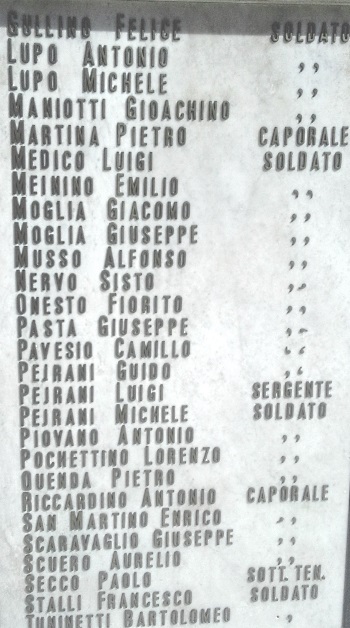 GULLINO FELICE SOLDATO
LUPO ANTONIO ,,
LUPO MICHELE ,,
MANIOTTI GIOACHINO ,,
MARTINA PIETRO CAPORALE
MEDICO LUIGI SOLDATO
MEININO EMILIO ,,
MOGLIA GIACOMO ,,
MOGLIA GIUSEPPE ,,
MUSSO ALFONSO ,,
NERVO SISTO ,,
ONESTO FIORITO ,,
PASTA GIUSEPPE ,,
PAVESIO CAMILLO ,,
PEJRANI GUIDO ,,
PEJRANI LUIGI SERGENTE
PEJRANI MICHELE SOLDATO
PIOVANO ANTONIO ,,
POCHETTINO LORENZO ,,
QUENDA PIETRO ,,
RICCARDINO ANTONIO CAPORALE
SAN MARTINO ENRICO ,,
SCARAVAGLIO GIUSEPPE ,,
SCUERO AURELIO ,,
SECCO PAOLO SOTT. TEN.
STALLI FRANCESCO SOLDATO
TUNINETTI BARTOLOMEO ,,